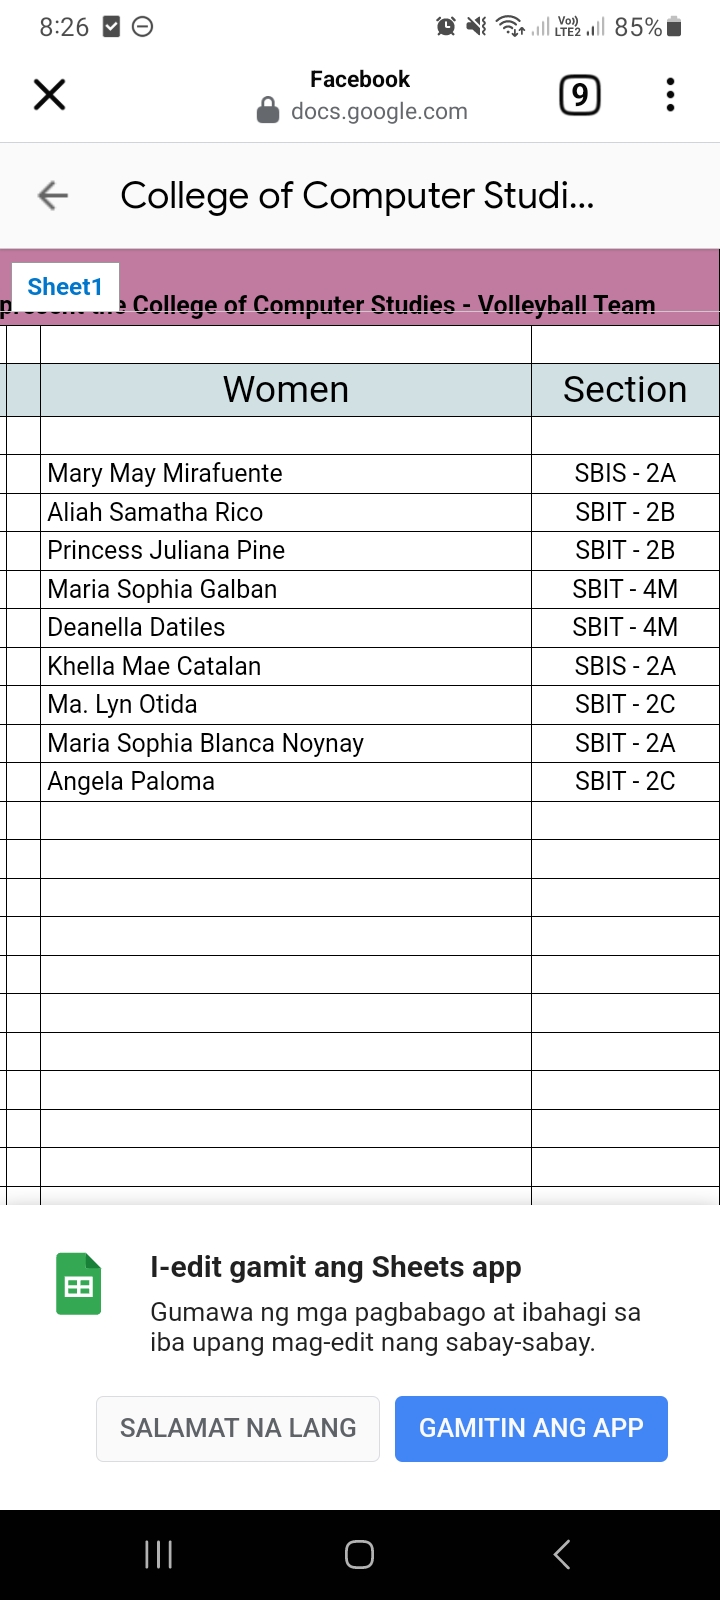 8:26 Vo)) LTE2 85%
Facebook
docs.google.com
9
College of Computer Studi...
Sheet1
the College of Computer Studies - Volleyball Team
Women Section
Mary May Mirafuente SBIS - 2A
Aliah Samatha Rico SBIT - 2B
Princess Juliana Pine SBIT - 2B
Maria Sophia Galban SBIT - 4M
Deanella Datiles SBIT - 4M
Khella Mae Catalan SBIS - 2A
Ma. Lyn Otida SBIT - 2C
Maria Sophia Blanca Noynay SBIT - 2A
Angela Paloma SBIT - 2C
I-edit gamit ang Sheets app
Gumawa ng mga pagbabago at ibahagi sa
iba upang mag-edit nang sabay-sabay.
SALAMAT NA LANG GAMITIN ANG APP